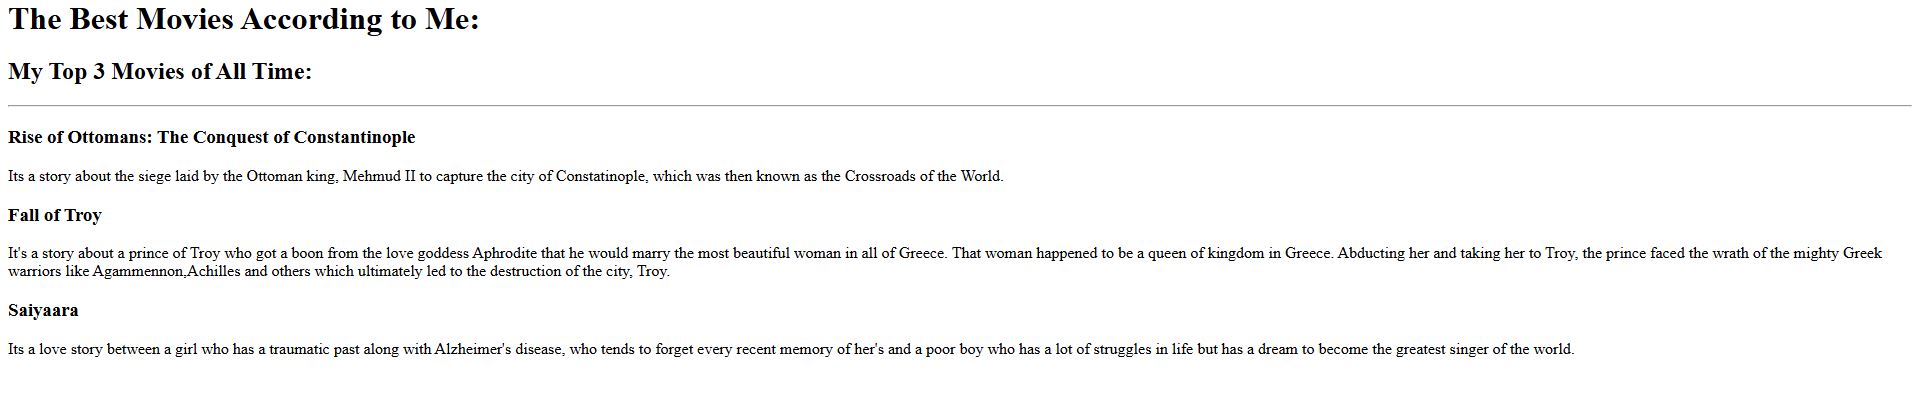 The Best Movies According to Me:
My Top 3 Movies of All Time:
Rise of Ottomans: The Conquest of Constantinople
Its a story about the siege laid by the Ottoman king, Mehmud II to capture the city of Constatinople, which was then known as the Crossroads of the World.
Fall of Troy
It's a story about a prince of Troy who got a boon from the love goddess Aphrodite that he would marry the most beautiful woman in all of Greece. That woman happened to be a queen of kingdom in Greece. Abducting her and taking her to Troy, the prince faced the wrath of the mighty Greek
warriors like Agammennon,Achilles and others which ultimately led to the destruction of the city, Troy.
Saiyaara
Its a love story between a girl who has a traumatic past along with Alzheimer's disease, who tends to forget every recent memory of her's and a poor boy who has a lot of struggles in life but has a dream to become the greatest singer of the world.